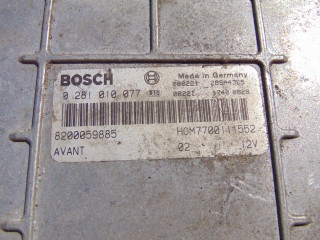 BOSCH Made in Germany
0 281 010 077
8200059885 HOM7700111552
AVANT 02 12V